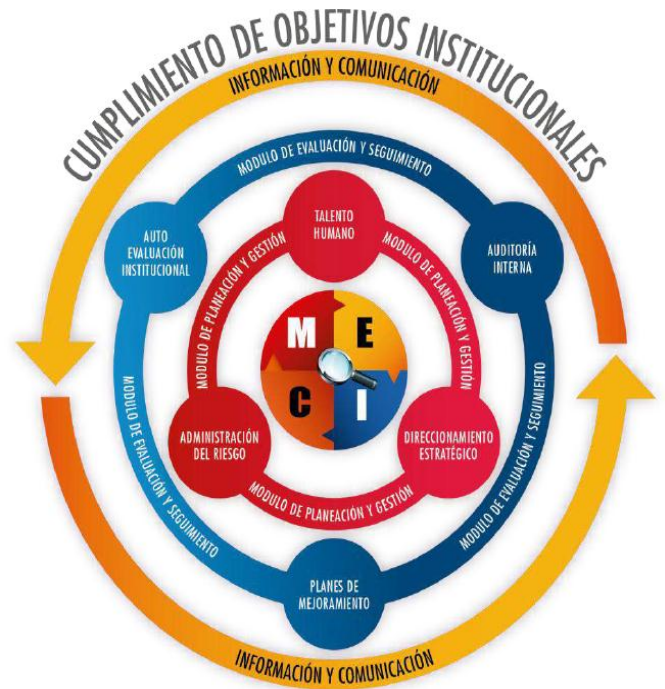 CUMPLIMIENTO DE OBJETIVOS INSTITUCIONALES
INFORMACIÓN Y COMUNICACIÓN
MODULO DE EVALUACIÓN Y SEGUIMIENTO
AUTO
EVALUACIÓN
INSTITUCIONAL
TALENTO
HUMANO
AUDITORÍA
INTERNA
MODULO DE PLANEACIÓN Y GESTIÓN
MODULO DE PLANEACIÓN Y GESTIÓN
M E
C I
ADMINISTRACIÓN
DEL RIESGO
DIRECCIONAMIENTO
ESTRATÉGICO
MODULO DE PLANEACIÓN Y GESTIÓN
MODULO DE EVALUACIÓN Y SEGUIMIENTO
MODULO DE EVALUACIÓN Y SEGUIMIENTO
PLANES DE
MEJORAMIENTO
INFORMACIÓN Y COMUNICACIÓN